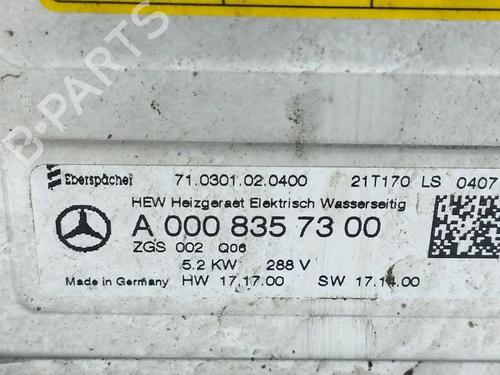 B-PARTS
Eberspächer 71.0301.02.0400 21T170 LS 0407
HEW Heizgeraet Elektrisch Wasserseitig
A 000 835 73 00
ZGS 002 Q06
5.2 KW 288 V
Made in Germany HW 17.17.00 SW 17.14.00